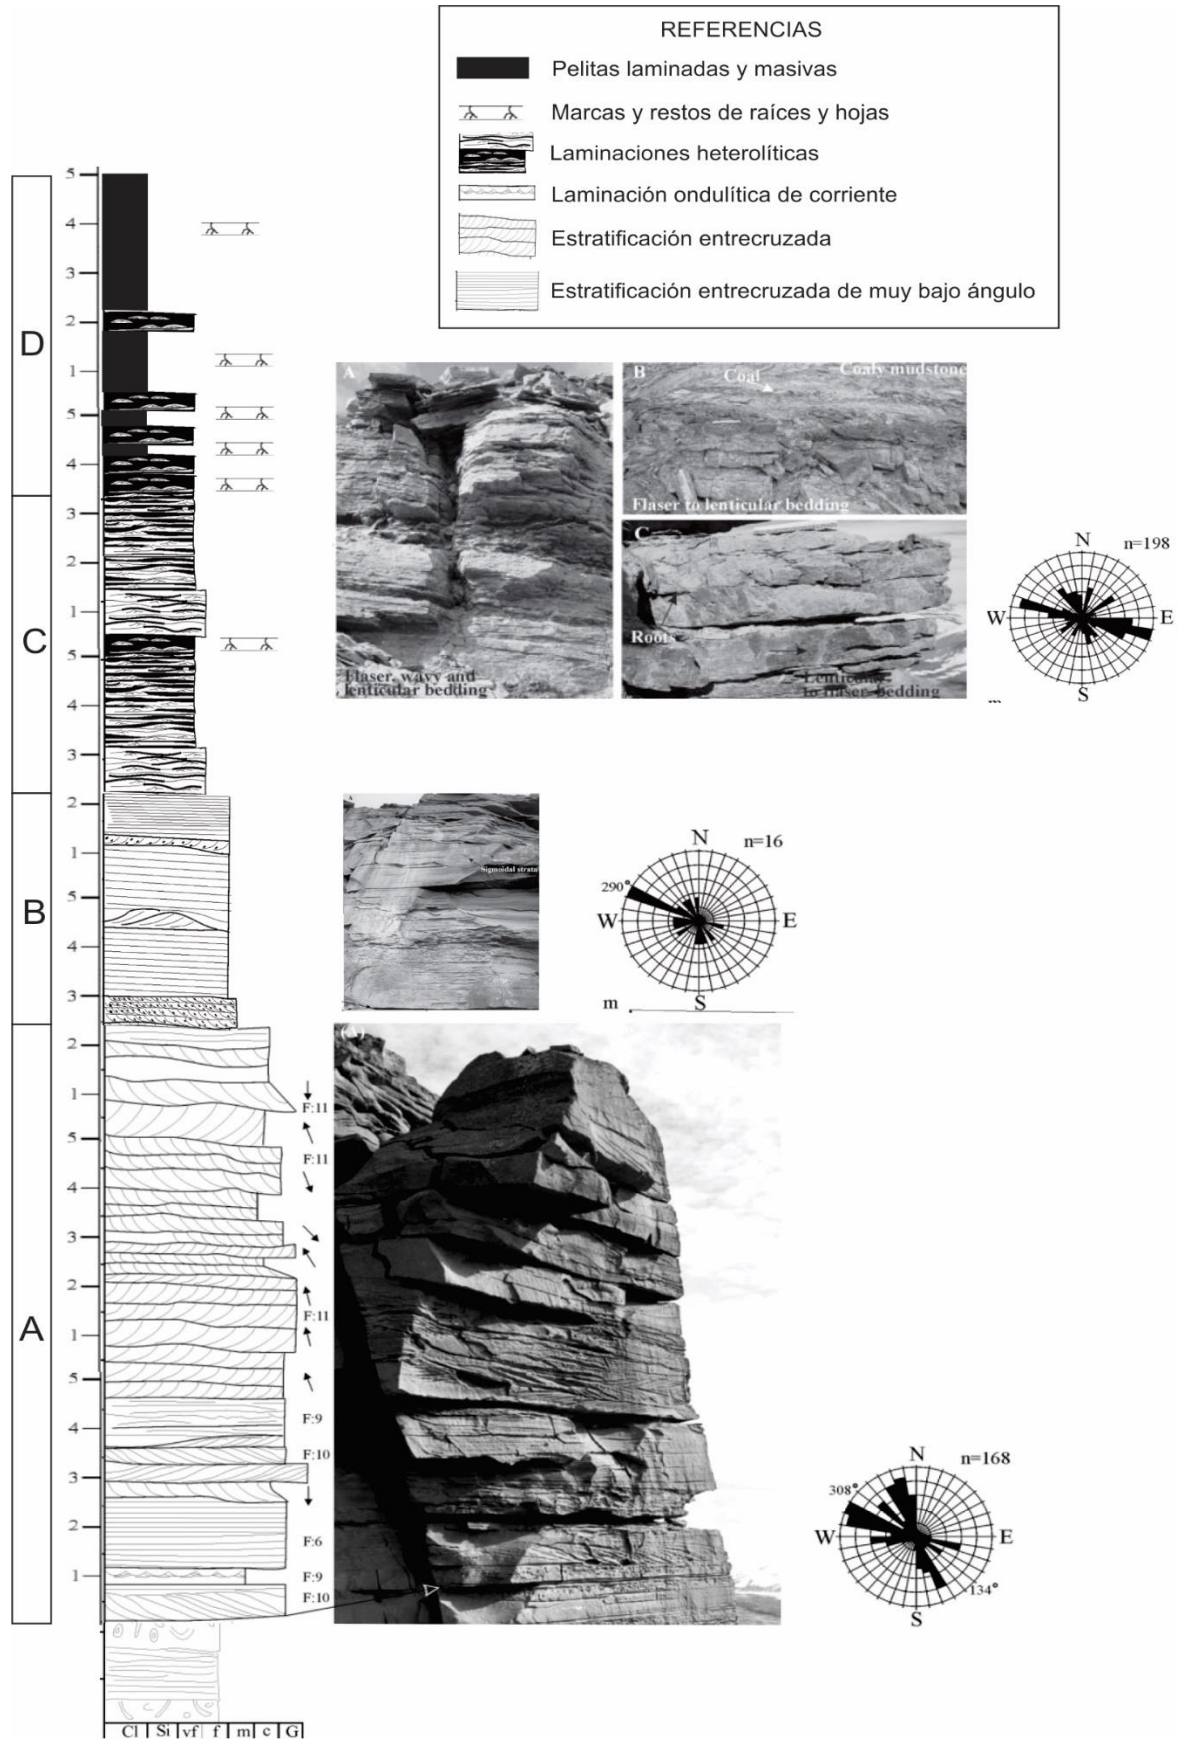 REFERENCIAS
Pelitas laminadas y masivas
Marcas y restos de raíces y hojas
Laminaciones heterolíticas
Laminación ondulítica de corriente
Estratificación entrecruzada
Estratificación entrecruzada de muy bajo ángulo
D
C
B
A
5
4
3
2
1
5
4
3
2
1
5
4
3
2
1
5
4
3
2
1
5
4
3
2
1
5
4
3
2
1
F:11
F:11
F:11
F:9
F:10
F:6
F:9
F:10
Cl Si vf f m c G
A
Flaser, wavy and
lenticular bedding
B
Coal
Coaly mudstone
Flaser to lenticular bedding
C
Roots
Lenticular
to flaser bedding
N
n=198
W
E
S
m
Sigmoidal strata
N
n=16
290°
W
E
S
m
(A)
N
n=168
308°
W
E
134°
S